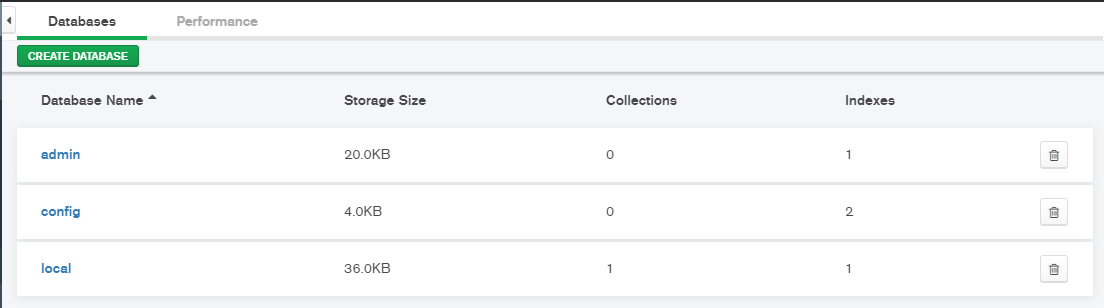 Databases Performance
CREATE DATABASE
Database Name Storage Size Collections Indexes
admin 20.0KB 0 1
config 4.0KB 0 2
local 36.0KB 1 1